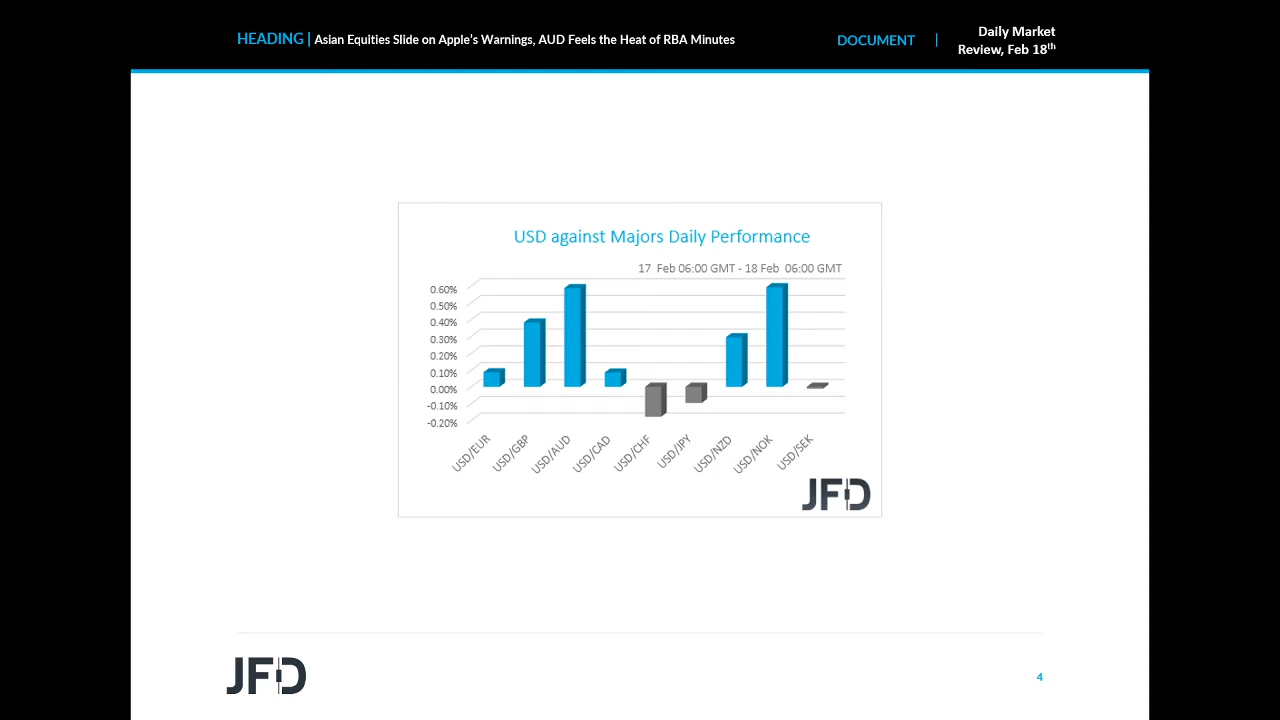 HEADING | Asian Equities Slide on Apple's Warnings, AUD Feels the Heat of RBA Minutes
DOCUMENT |
Daily Market
Review, Feb 18th
USD against Majors Daily Performance
17 Feb 06:00 GMT - 18 Feb 06:00 GMT
0.60%
0.50%
0.40%
0.30%
0.20%
0.10%
0.00%
-0.10%
-0.20%
USD/EUR
USD/GBP
USD/AUD
USD/CAD
USD/CHF
USD/JPY
USD/NZD
USD/NOK
USD/SEK
JFD
JFD
4